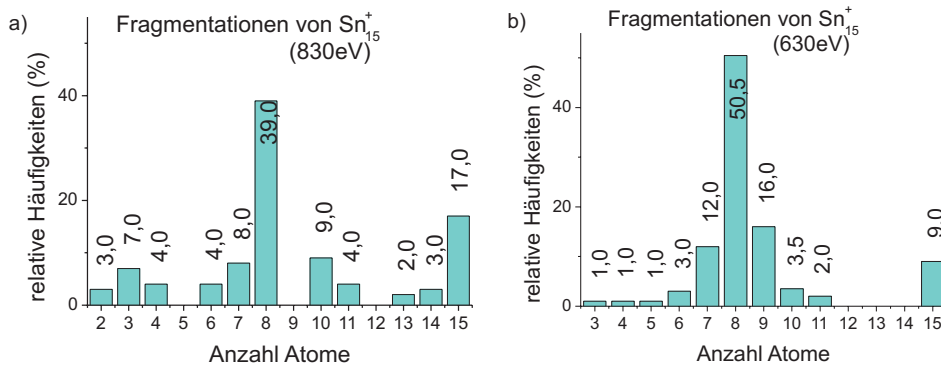 a)
Fragmentationen von Sn₁₅⁺
(830eV)
relative Häufigkeiten (%)
40
20
0
3,0
7,0
4,0
4,0
8,0
39,0
9,0
4,0
2,0
3,0
17,0
2 3 4 5 6 7 8 9 10 11 12 13 14 15
Anzahl Atome
b)
Fragmentationen von Sn₁₅⁺
(630eV)
relative Häufigkeiten (%)
40
20
0
1,0
1,0
1,0
3,0
12,0
50,5
16,0
3,5
2,0
9,0
3 4 5 6 7 8 9 10 11 12 13 14 15
Anzahl Atome